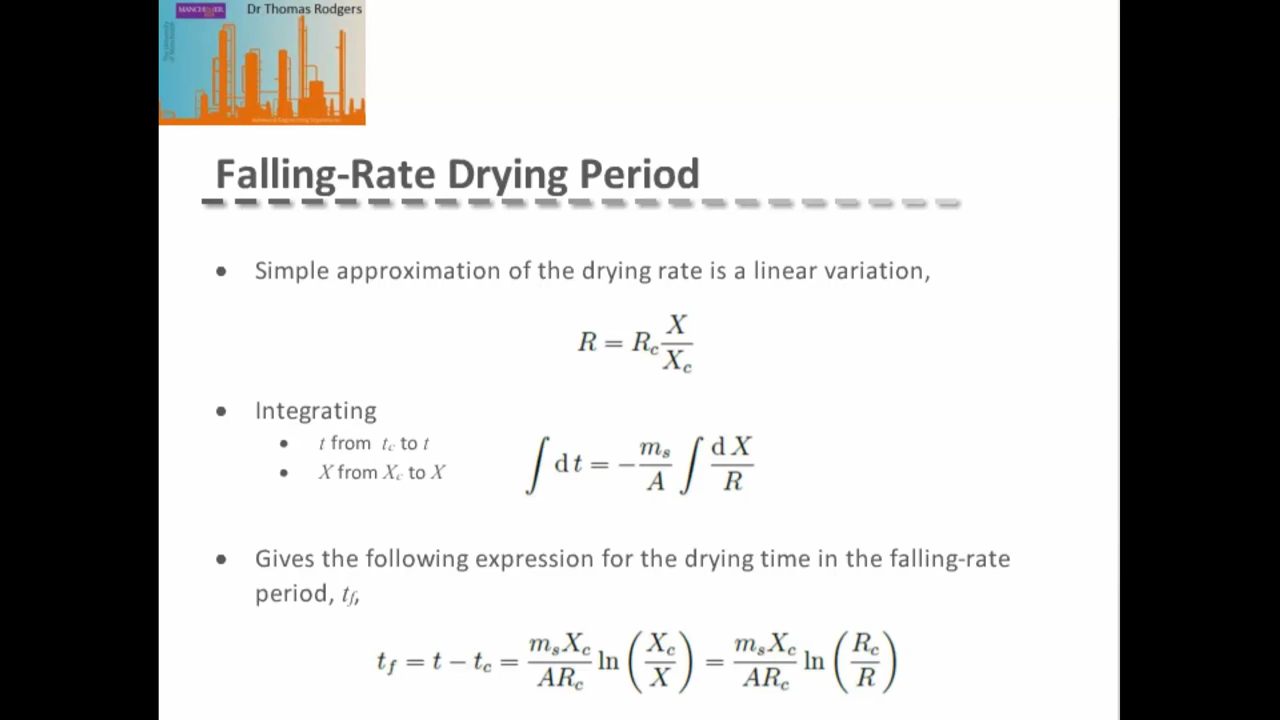 MANCHESTER
Dr Thomas Rodgers
Falling-Rate Drying Period
• Simple approximation of the drying rate is a linear variation,
R = R_c X/X_c
• Integrating
• t from t_c to t
• X from X_c to X
∫ dt = − m_s/A ∫ dX/R
• Gives the following expression for the drying time in the falling-rate
period, t_f,
t_f = t − t_c = m_s X_c / A R_c ln (X_c / X) = m_s X_c / A R_c ln (R_c / R)